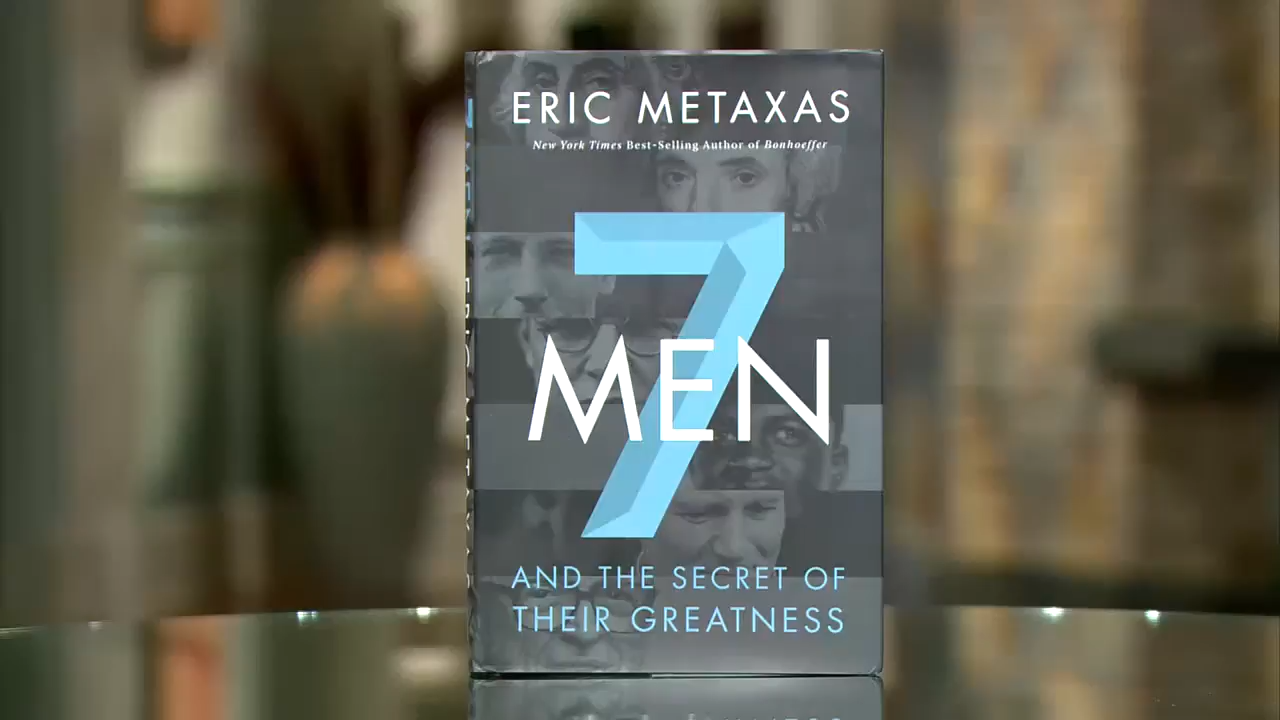 ERIC METAXAS
New York Times Best-Selling Author of Bonhoeffer
7
MEN
AND THE SECRET OF
THEIR GREATNESS